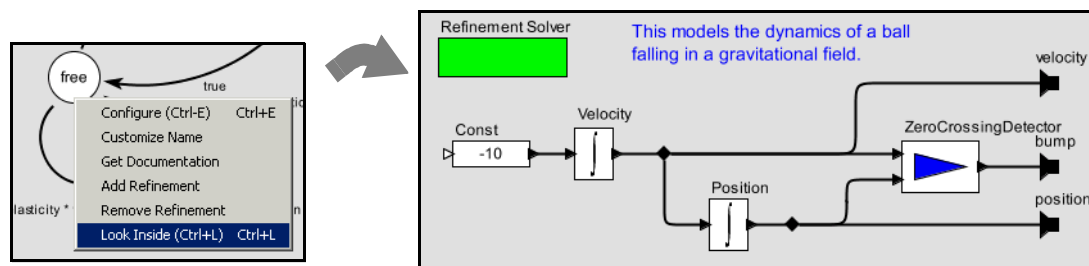 free
true
Configure (Ctrl-E) Ctrl+E
Customize Name
Get Documentation
Add Refinement
Remove Refinement
lasticity *
Look Inside (Ctrl+L) Ctrl+L
Refinement Solver
This models the dynamics of a ball
falling in a gravitational field.
velocity
Const
-10
Velocity
ZeroCrossingDetector
bump
Position
position